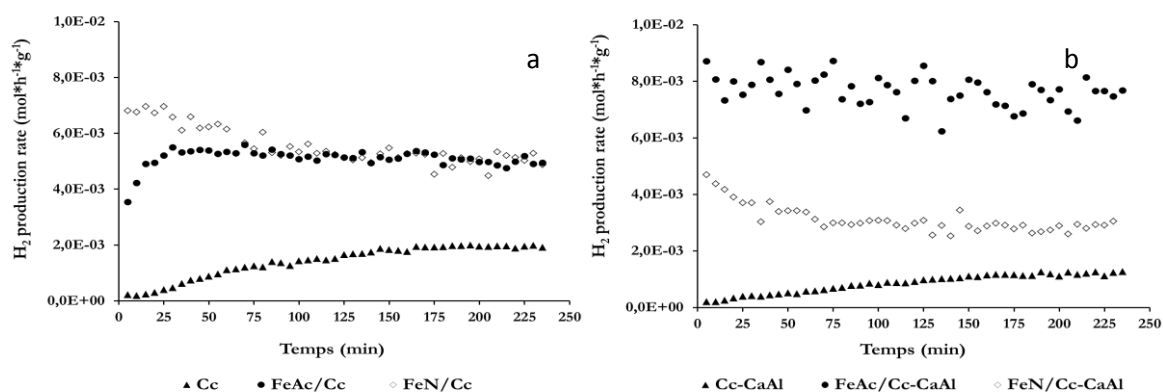 H₂ production rate (mol*h⁻¹*g⁻¹)
1,0E-02
8,0E-03
6,0E-03
4,0E-03
2,0E-03
0,0E+00
a
0 25 50 75 100 125 150 175 200 225 250
Temps (min)
▲ Cc ● FeAc/Cc ◇ FeN/Cc
H₂ production rate (mol*h⁻¹*g⁻¹)
1,0E-02
8,0E-03
6,0E-03
4,0E-03
2,0E-03
0,0E+00
b
0 25 50 75 100 125 150 175 200 225 250
Temps (min)
▲ Cc-CaAl ● FeAc/Cc-CaAl ◇ FeN/Cc-CaAl